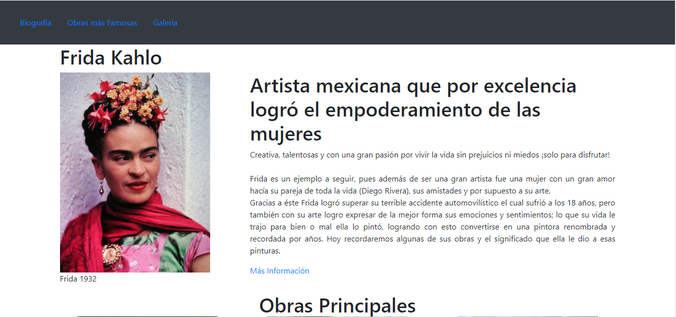 Biografía Obras más Famosas Galería
Frida Kahlo
Artista mexicana que por excelencia
logró el empoderamiento de las
mujeres
Creativa, talentosas y con una gran pasión por vivir la vida sin prejuicios ni miedos ¡solo para disfrutar!
Frida es un ejemplo a seguir, pues además de ser una gran artista fue una mujer con un gran amor
hacía su pareja de toda la vida (Diego Rivera), sus amistades y por supuesto a su arte.
Gracias a éste Frida logró superar su terrible accidente automovilístico el cual sufrió a los 18 años, pero
también con su arte logro expresar de la mejor forma sus emociones y sentimientos; lo que su vida le
trajo para bien o mal ella lo pintó, logrando con esto convertirse en una pintora renombrada y
recordada por años. Hoy recordaremos algunas de sus obras y el significado que ella le dio a esas
pinturas.
Más Información
Frida 1932
Obras Principales